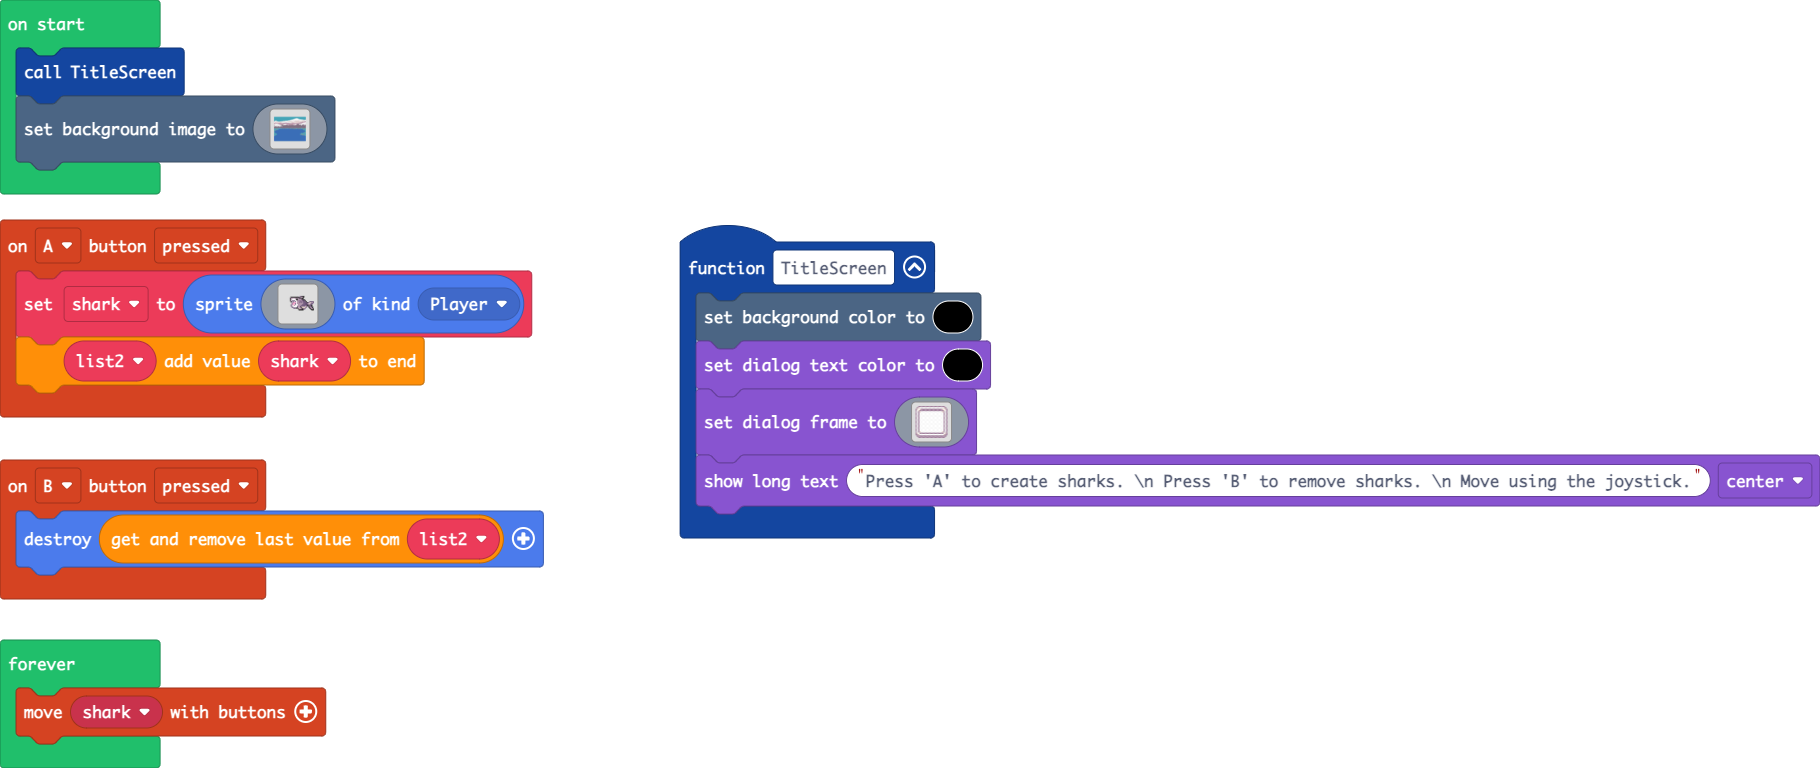 on start
call TitleScreen
set background image to
on A button pressed
set shark to sprite of kind Player
list2 add value shark to end
on B button pressed
destroy get and remove last value from list2
forever
move shark with buttons
function TitleScreen
set background color to
set dialog text color to
set dialog frame to
show long text "Press 'A' to create sharks. \n Press 'B' to remove sharks. \n Move using the joystick." center